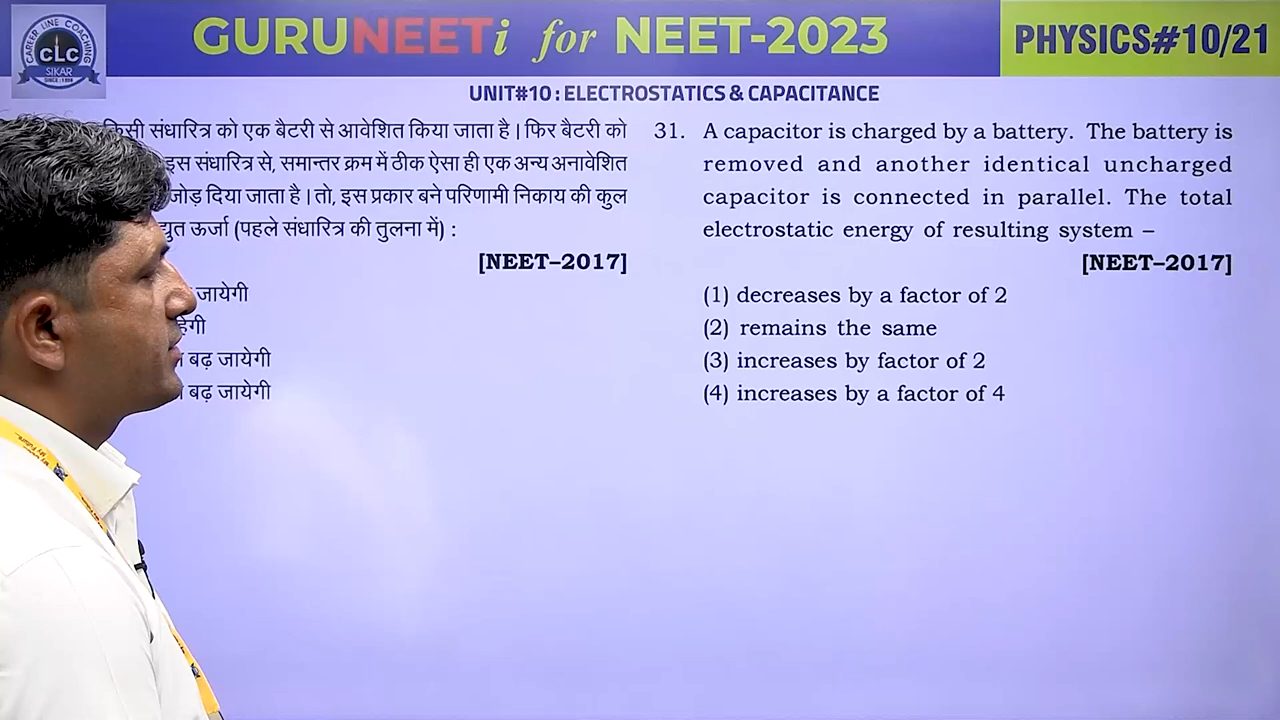 CAREER LINE COACHING
CLC
SIKAR
SINCE : 1996
GURUNEETi for NEET-2023
PHYSICS#10/21
UNIT#10 : ELECTROSTATICS & CAPACITANCE
किसी संधारित्र को एक बैटरी से आवेशित किया जाता है। फिर बैटरी को
इस संधारित्र से, समान्तर क्रम में ठीक ऐसा ही एक अन्य अनावेशित
जोड़ दिया जाता है। तो, इस प्रकार बने परिणामी निकाय की कुल
ऊर्जा (पहले संधारित्र की तुलना में) :
[NEET–2017]
जायेगी
बढ़ जायेगी
बढ़ जायेगी
31. A capacitor is charged by a battery. The battery is
removed and another identical uncharged
capacitor is connected in parallel. The total
electrostatic energy of resulting system –
[NEET–2017]
(1) decreases by a factor of 2
(2) remains the same
(3) increases by factor of 2
(4) increases by a factor of 4